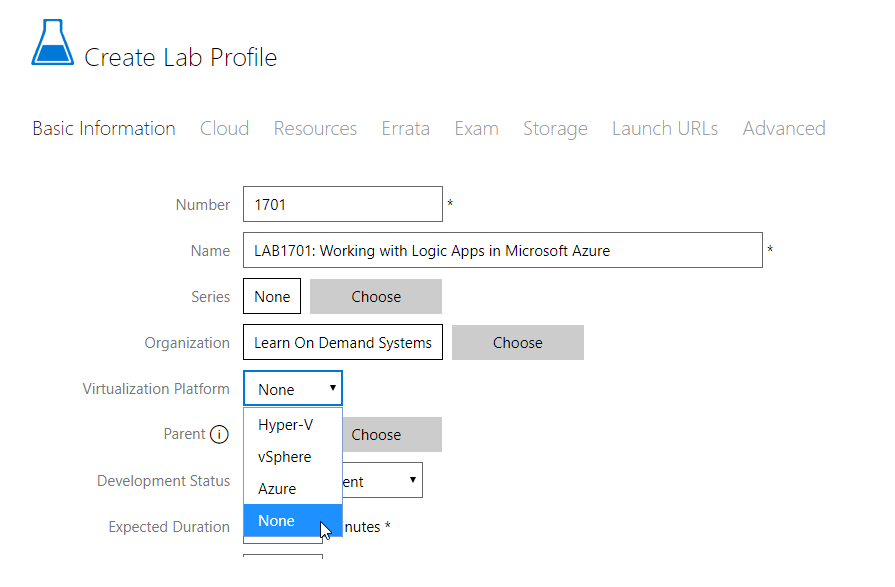 Create Lab Profile
Basic Information Cloud Resources Errata Exam Storage Launch URLs Advanced
Number 1701 *
Name LAB1701: Working with Logic Apps in Microsoft Azure *
Series None Choose
Organization Learn On Demand Systems Choose
Virtualization Platform None
Hyper-V
Parent Choose
vSphere
Development Status ent
Azure
None
Expected Duration nutes *